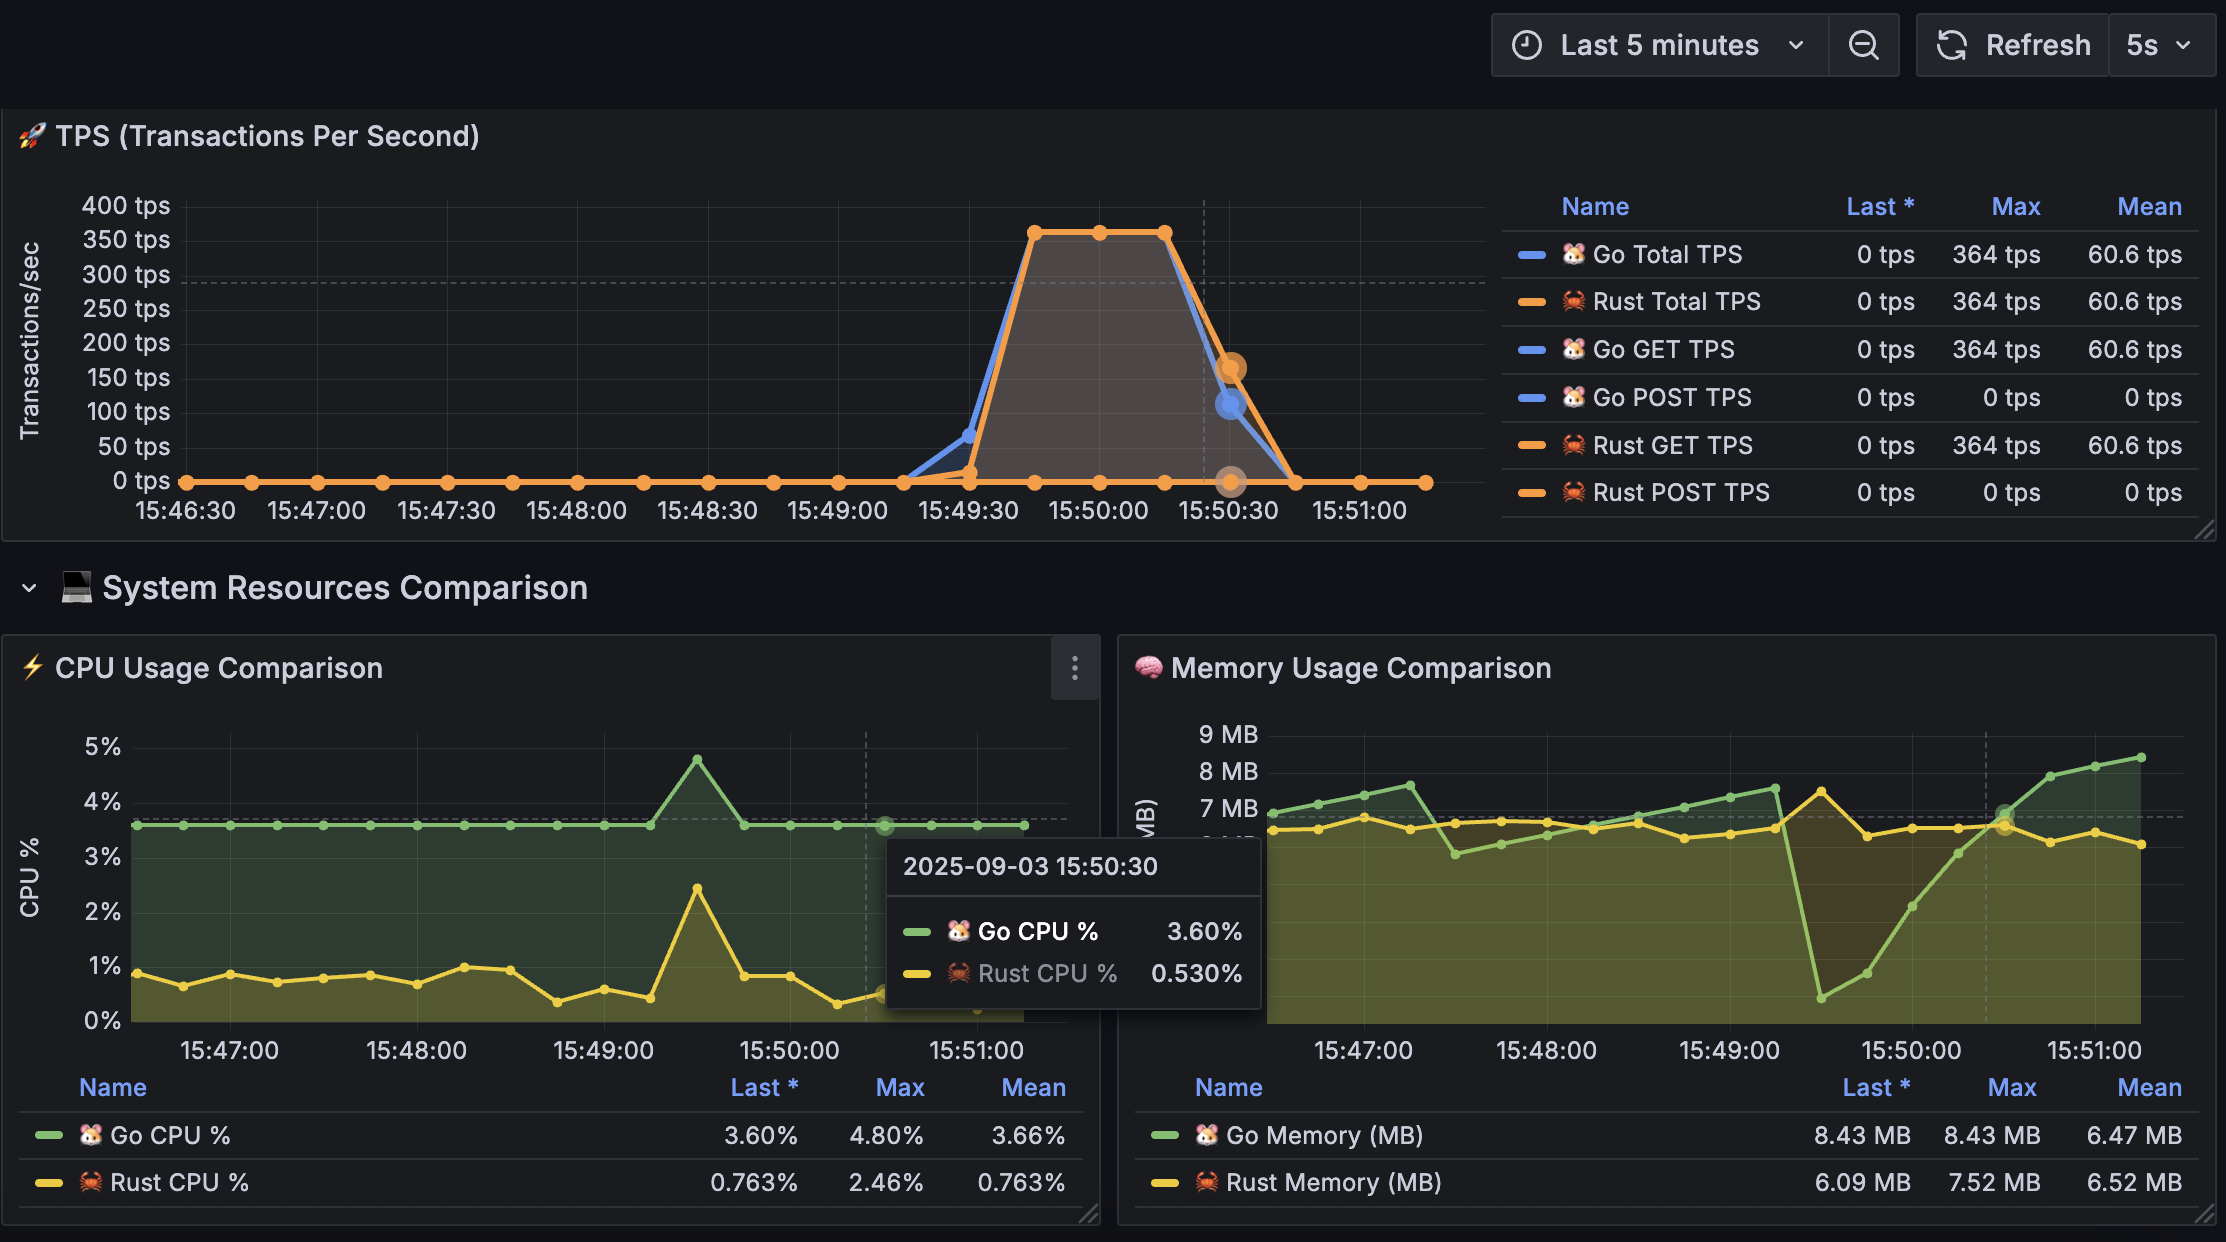 Last 5 minutes
Refresh
5s
🚀 TPS (Transactions Per Second)
Transactions/sec
400 tps
350 tps
300 tps
250 tps
200 tps
150 tps
100 tps
50 tps
0 tps
15:46:30 15:47:00 15:47:30 15:48:00 15:48:30 15:49:00 15:49:30 15:50:00 15:50:30 15:51:00
Name Last * Max Mean
🐹 Go Total TPS 0 tps 364 tps 60.6 tps
🦀 Rust Total TPS 0 tps 364 tps 60.6 tps
🐹 Go GET TPS 0 tps 364 tps 60.6 tps
🐹 Go POST TPS 0 tps 0 tps 0 tps
🦀 Rust GET TPS 0 tps 364 tps 60.6 tps
🦀 Rust POST TPS 0 tps 0 tps 0 tps
💻 System Resources Comparison
⚡ CPU Usage Comparison
CPU %
5%
4%
3%
2%
1%
0%
15:47:00 15:48:00 15:49:00 15:50:00 15:51:00
2025-09-03 15:50:30
🐹 Go CPU % 3.60%
🦀 Rust CPU % 0.530%
Name Last * Max Mean
🐹 Go CPU % 3.60% 4.80% 3.66%
🦀 Rust CPU % 0.763% 2.46% 0.763%
🧠 Memory Usage Comparison
MB)
9 MB
8 MB
7 MB
15:47:00 15:48:00 15:49:00 15:50:00 15:51:00
Name Last * Max Mean
🐹 Go Memory (MB) 8.43 MB 8.43 MB 6.47 MB
🦀 Rust Memory (MB) 6.09 MB 7.52 MB 6.52 MB